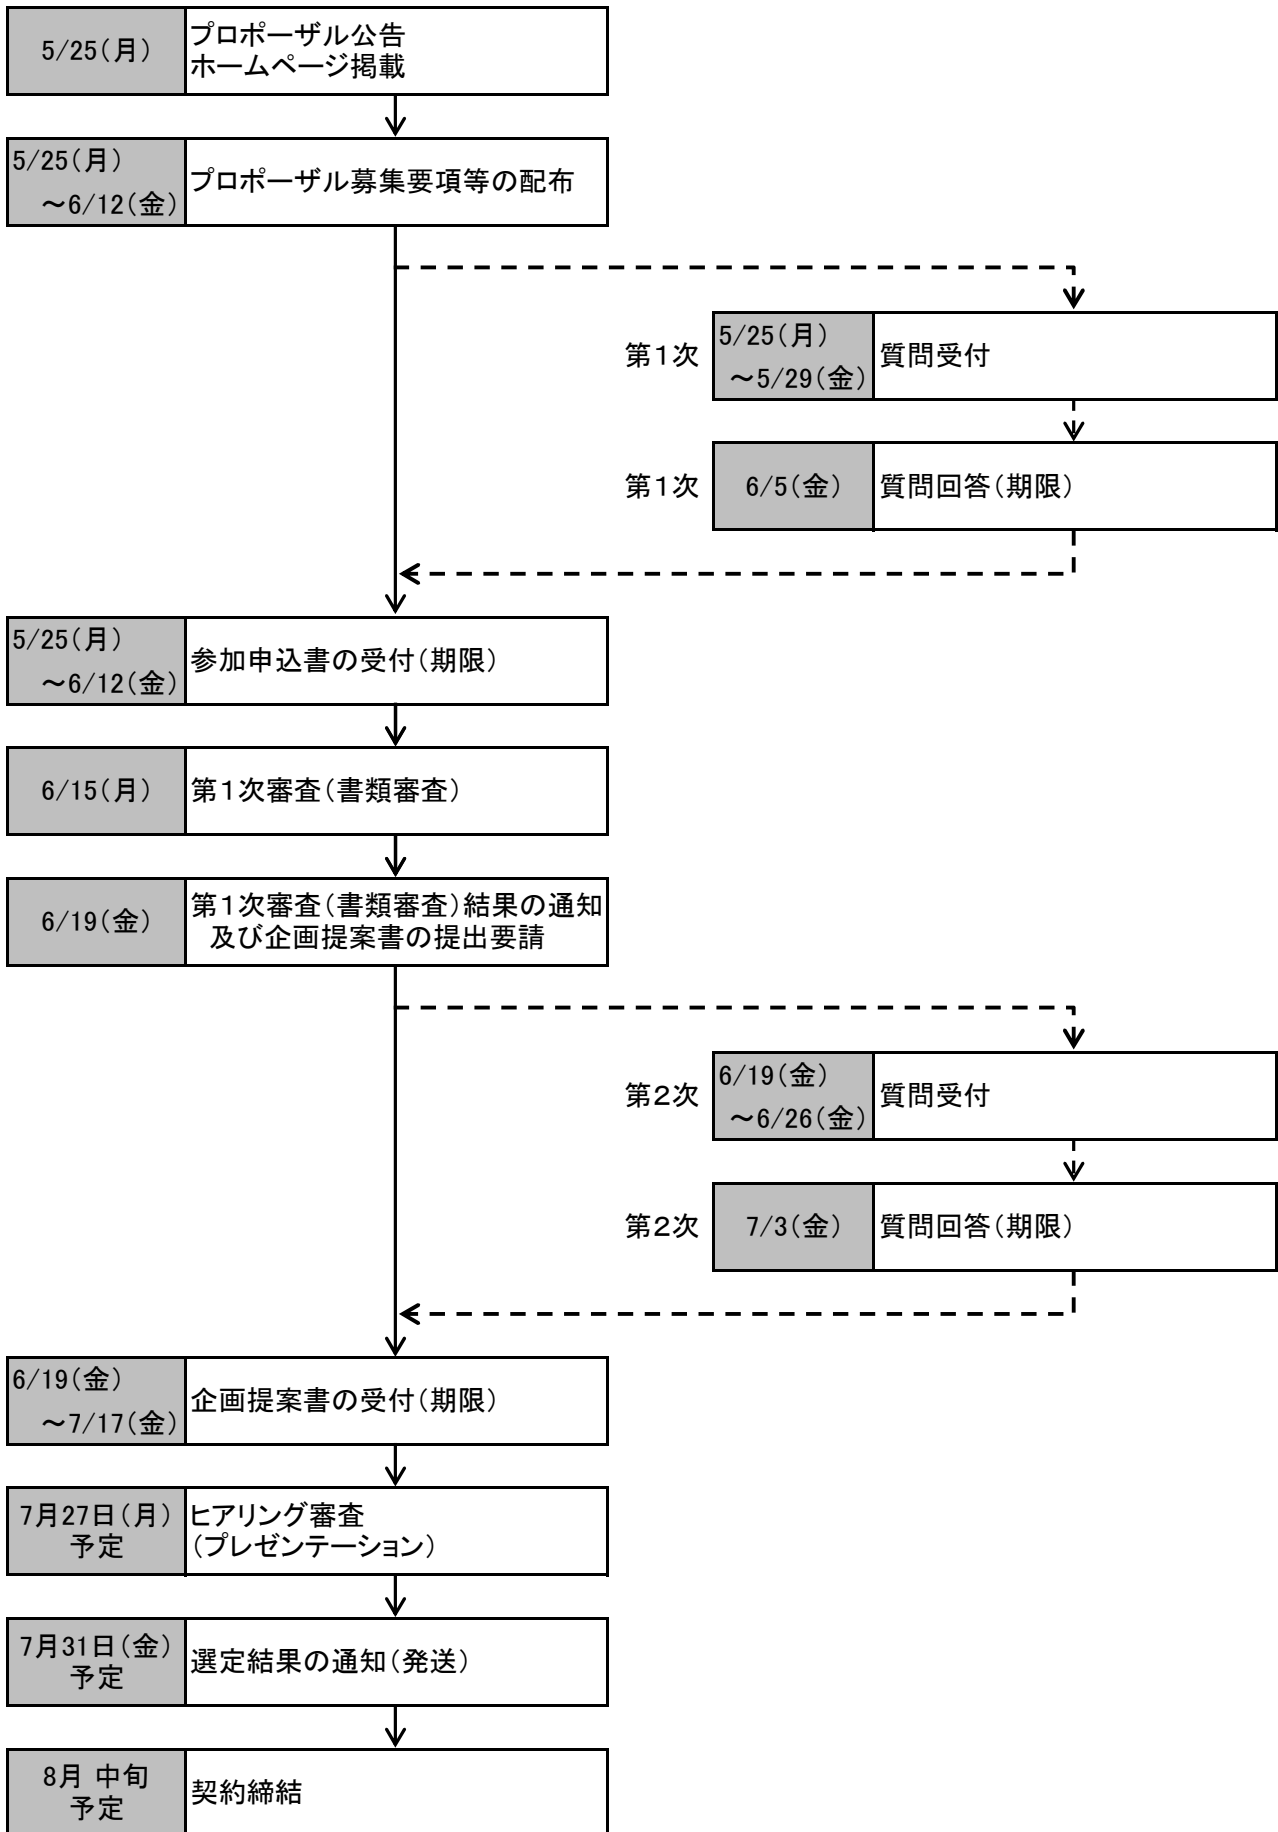 5/25(月)
プロポーザル公告
ホームページ掲載
5/25(月)
～6/12(金)
プロポーザル募集要項等の配布
第１次
5/25(月)
～5/29(金)
質問受付
第１次
6/5(金)
質問回答(期限)
5/25(月)
～6/12(金)
参加申込書の受付(期限)
6/15(月)
第１次審査(書類審査)
6/19(金)
第１次審査(書類審査)結果の通知
及び企画提案書の提出要請
第２次
6/19(金)
～6/26(金)
質問受付
第２次
7/3(金)
質問回答(期限)
6/19(金)
～7/17(金)
企画提案書の受付(期限)
7月27日(月)
予定
ヒアリング審査
(プレゼンテーション)
7月31日(金)
予定
選定結果の通知(発送)
8月 中旬
予定
契約締結